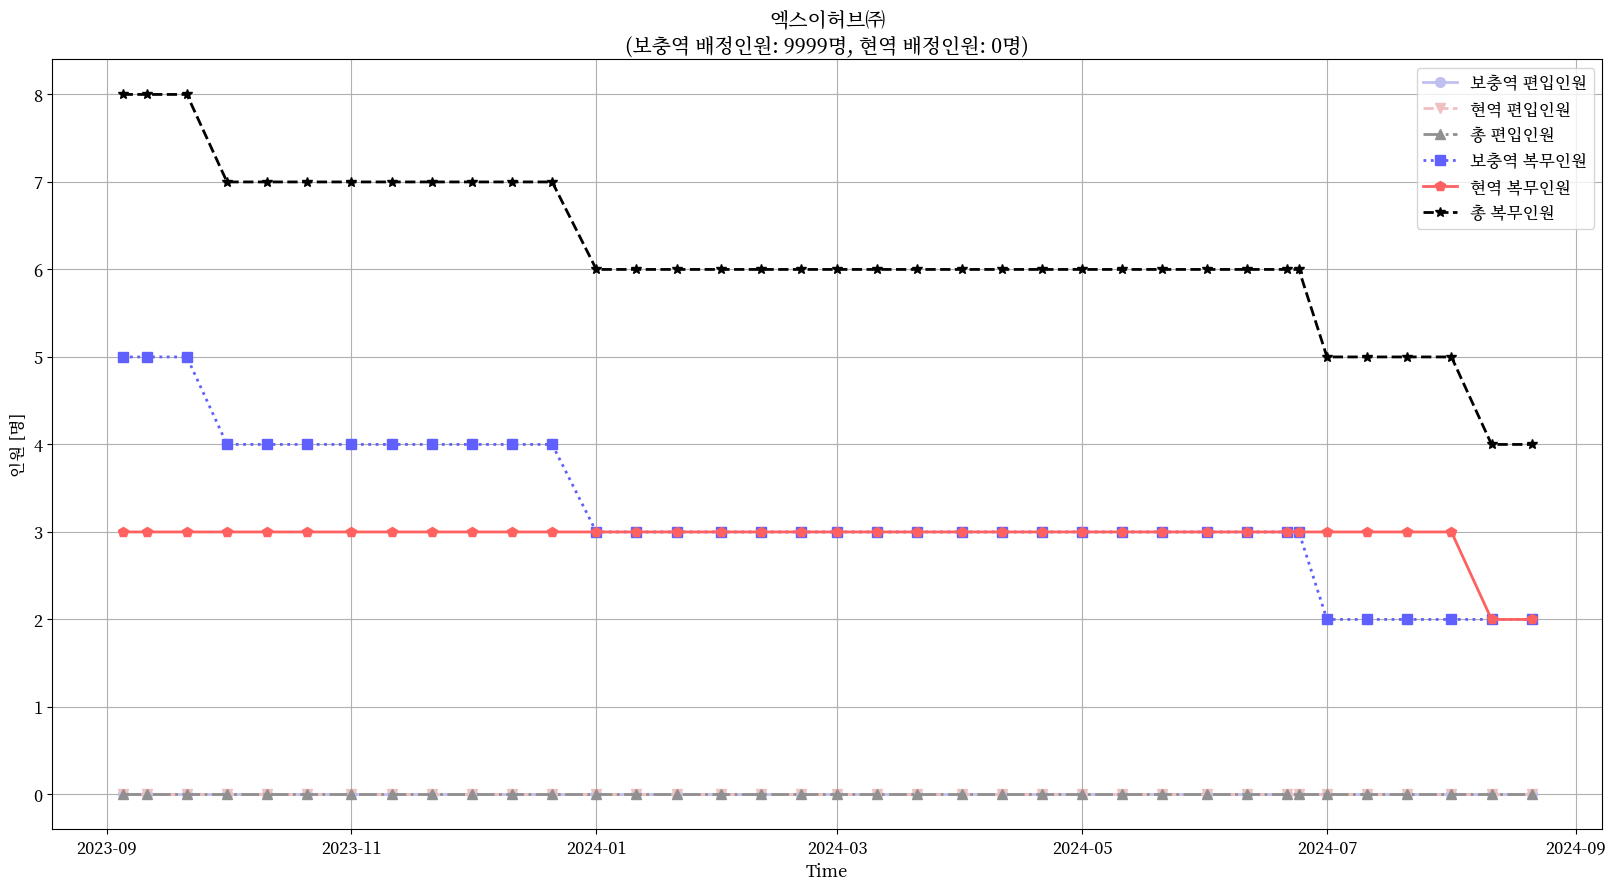 엑스이허브㈜
(보충역 배정인원: 9999명, 현역 배정인원: 0명)
보충역 편입인원
현역 편입인원
총 편입인원
보충역 복무인원
현역 복무인원
총 복무인원
인원 [명]
8
7
6
5
4
3
2
1
0
2023-09
2023-11
2024-01
2024-03
2024-05
2024-07
2024-09
Time